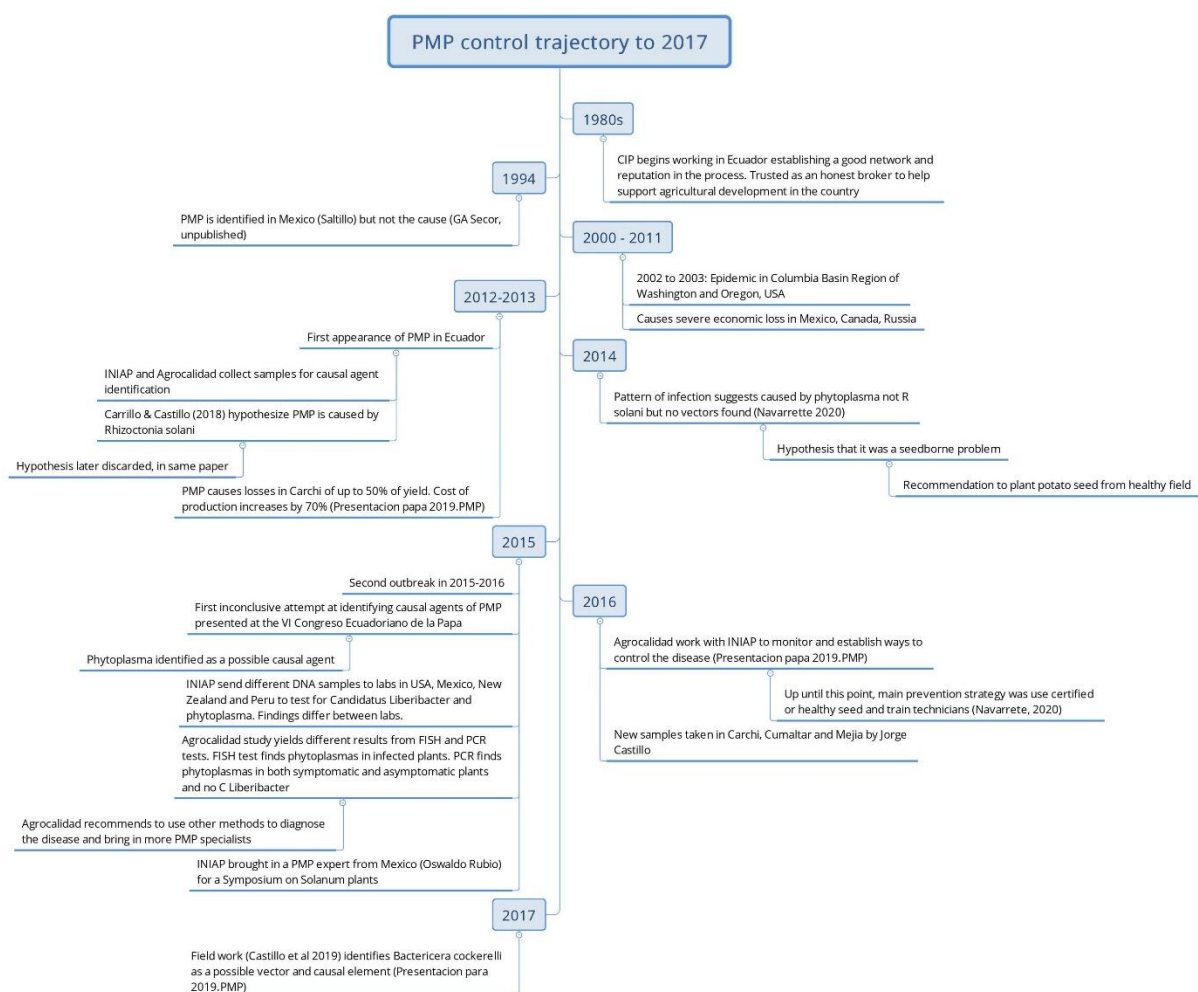 PMP control trajectory to 2017
1980s
CIP begins working in Ecuador establishing a good network and
reputation in the process. Trusted as an honest broker to help
support agricultural development in the country
1994
PMP is identified in Mexico (Saltillo) but not the cause (GA Secor,
unpublished)
2000 - 2011
2002 to 2003: Epidemic in Columbia Basin Region of
Washington and Oregon, USA
Causes severe economic loss in Mexico, Canada, Russia
2012-2013
First appearance of PMP in Ecuador
INIAP and Agrocalidad collect samples for causal agent
identification
Carrillo & Castillo (2018) hypothesize PMP is caused by
Rhizoctonia solani
Hypothesis later discarded, in same paper
PMP causes losses in Carchi of up to 50% of yield. Cost of
production increases by 70% (Presentacion papa 2019.PMP)
2014
Pattern of infection suggests caused by phytoplasma not R
solani but no vectors found (Navarrette 2020)
Hypothesis that it was a seedborne problem
Recommendation to plant potato seed from healthy field
2015
Second outbreak in 2015-2016
First inconclusive attempt at identifying causal agents of PMP
presented at the VI Congreso Ecuadoriano de la Papa
Phytoplasma identified as a possible causal agent
INIAP send different DNA samples to labs in USA, Mexico, New
Zealand and Peru to test for Candidatus Liberibacter and
phytoplasma. Findings differ between labs.
Agrocalidad study yields different results from FISH and PCR
tests. FISH test finds phytoplasmas in infected plants. PCR finds
phytoplasmas in both symptomatic and asymptomatic plants
and no C Liberibacter
Agrocalidad recommends to use other methods to diagnose
the disease and bring in more PMP specialists
INIAP brought in a PMP expert from Mexico (Oswaldo Rubio)
for a Symposium on Solanum plants
2016
Agrocalidad work with INIAP to monitor and establish ways to
control the disease (Presentacion papa 2019.PMP)
Up until this point, main prevention strategy was use certified
or healthy seed and train technicians (Navarrete, 2020)
New samples taken in Carchi, Cumaltar and Mejia by Jorge
Castillo
2017
Field work (Castillo et al 2019) identifies Bactericera cockerelli
as a possible vector and causal element (Presentacion para
2019.PMP)